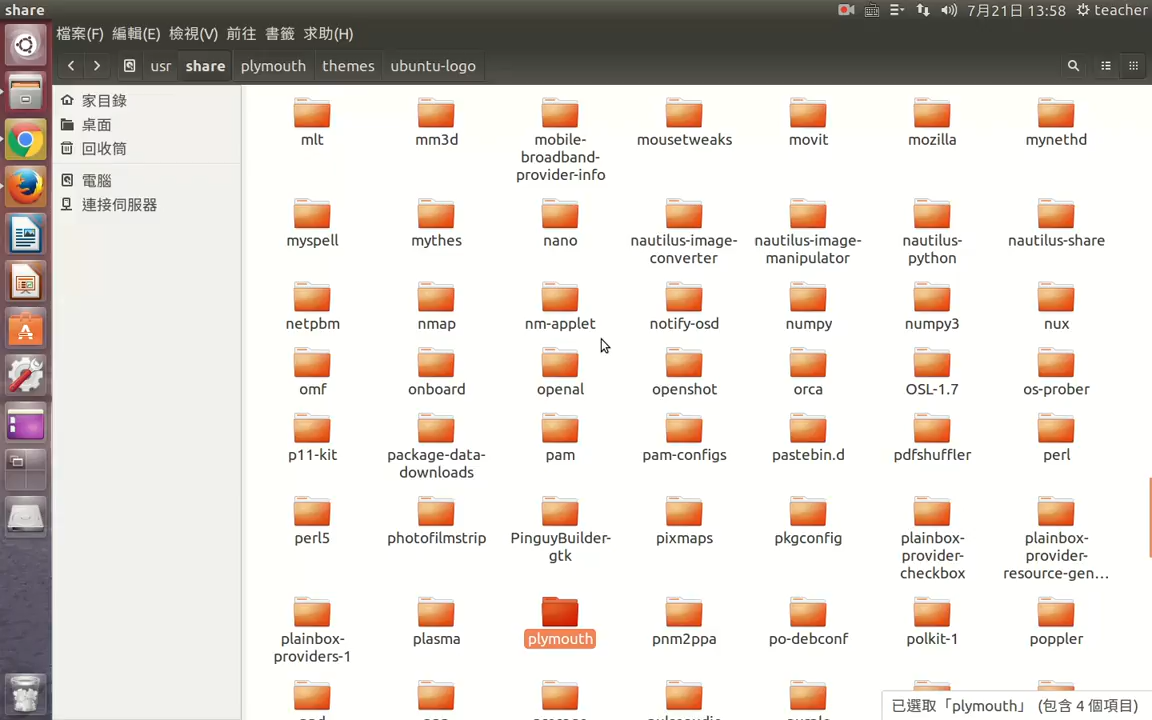 share
7月21日 13:58
teacher
檔案(F) 編輯(E) 檢視(V) 前往 書籤 求助(H)
usr share plymouth themes ubuntu-logo
家目錄
桌面
回收筒
電腦
連接伺服器
mlt
mm3d
mobile-
broadband-
provider-info
mousetweaks
movit
mozilla
mynethd
myspell
mythes
nano
nautilus-image-
converter
nautilus-image-
manipulator
nautilus-
python
nautilus-share
netpbm
nmap
nm-applet
notify-osd
numpy
numpy3
nux
omf
onboard
openal
openshot
orca
OSL-1.7
os-prober
p11-kit
package-data-
downloads
pam
pam-configs
pastebin.d
pdfshuffler
perl
perl5
photofilmstrip
PinguyBuilder-
gtk
pixmaps
pkgconfig
plainbox-
provider-
checkbox
plainbox-
provider-
resource-gen...
plainbox-
providers-1
plasma
plymouth
pnm2ppa
po-debconf
polkit-1
poppler
已選取「plymouth」 (包含 4 個項目)